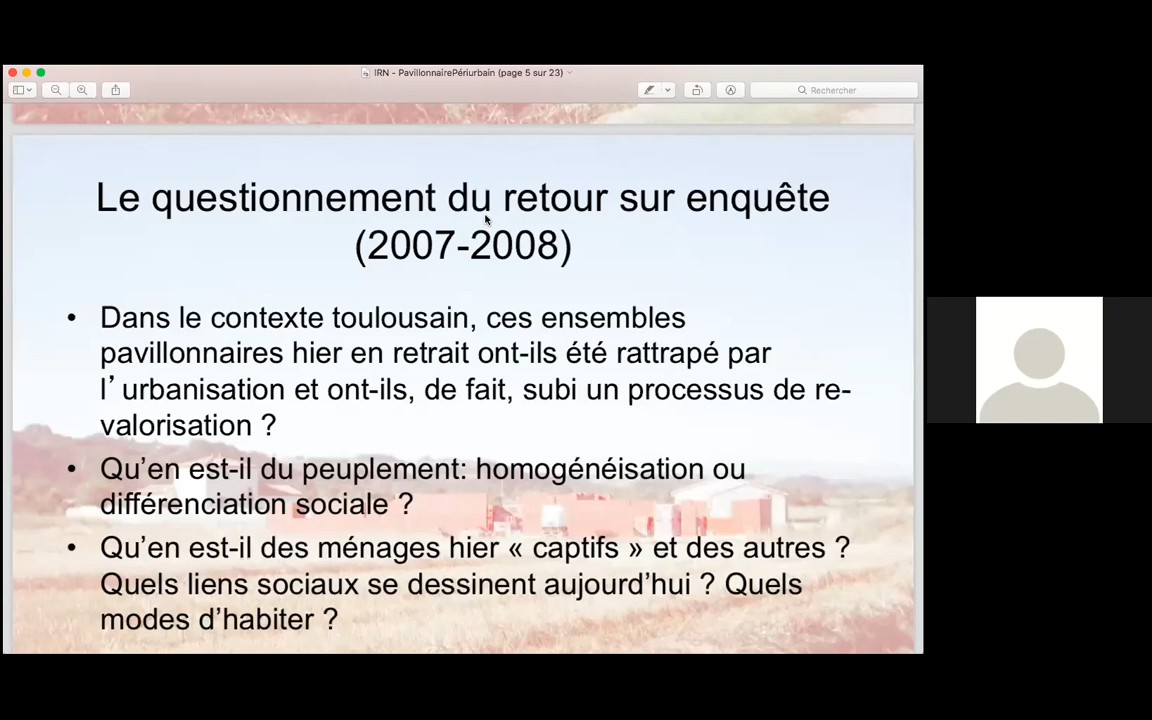 IRN - PavillonnairePériurbain (page 5 sur 23)
Rechercher
Le questionnement du retour sur enquête
(2007-2008)
• Dans le contexte toulousain, ces ensembles
pavillonnaires hier en retrait ont-ils été rattrapé par
l’urbanisation et ont-ils, de fait, subi un processus de re-
valorisation ?
• Qu’en est-il du peuplement: homogénéisation ou
différenciation sociale ?
• Qu’en est-il des ménages hier « captifs » et des autres ?
Quels liens sociaux se dessinent aujourd’hui ? Quels
modes d’habiter ?